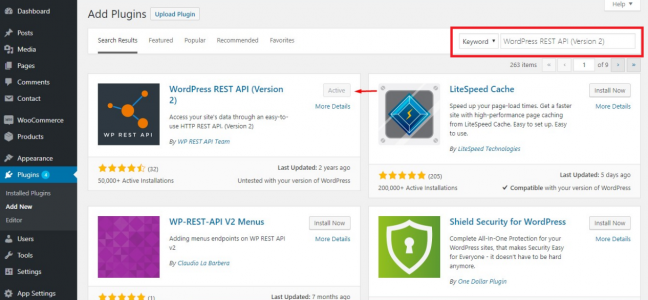 Help ▼
Dashboard
Posts
Media
Pages
Comments
Contact
WooCommerce
Products
Appearance
Plugins 4
Installed Plugins
Add New
Editor
Users
Tools
Settings
App Settings
Add Plugins Upload Plugin
Search Results Featured Popular Recommended Favorites
Keyword ▼ WordPress REST API (Version 2)
263 items « ‹ 1 of 9 › »
WordPress REST API (Version
2)
Active
More Details
Access your site's data through an easy-to-
use HTTP REST API. (Version 2)
By WP REST API Team
WP REST API
(32)
50,000+ Active Installations
Last Updated: 2 years ago
Untested with your version of WordPress
LiteSpeed Cache
Install Now
More Details
Speed up your page-load times. Get a faster
site with high-performance page caching
from LiteSpeed Cache. Easy to set up. Easy
to use.
By LiteSpeed Technologies
(205)
200,000+ Active Installations
Last Updated: 5 days ago
✓ Compatible with your version of WordPress
WP-REST-API V2 Menus
Install Now
More Details
Adding menus endpoints on WP REST API
v2
By Claudio La Barbera
(1)
Last Updated: 7 months ago
Shield Security for WordPress
Install Now
More Details
Complete All-In-One Protection for your
WordPress sites, that makes Security Easy
for Everyone - it doesn't have to be hard
anymore.
By One Dollar Plugin